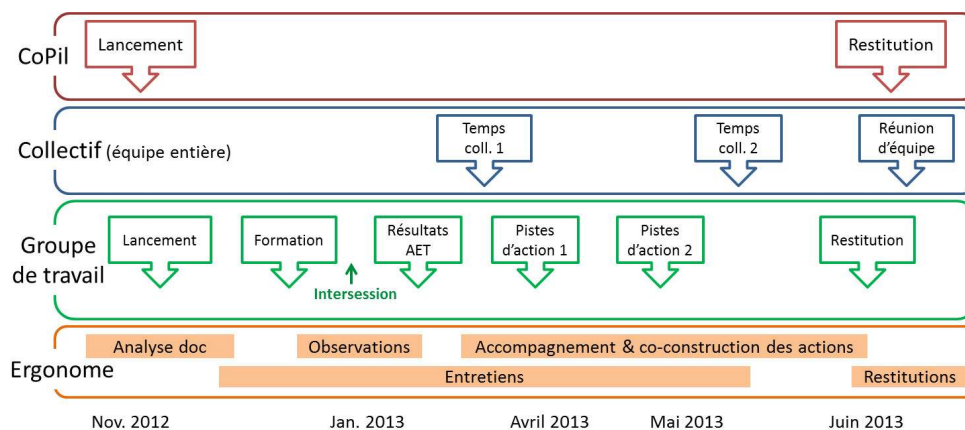 CoPil
Lancement
Restitution
Collectif (équipe entière)
Temps
coll. 1
Temps
coll. 2
Réunion
d'équipe
Groupe
de travail
Lancement
Formation
Intersession
Résultats
AET
Pistes
d'action 1
Pistes
d'action 2
Restitution
Ergonome
Analyse doc
Observations
Accompagnement & co-construction des actions
Entretiens
Restitutions
Nov. 2012
Jan. 2013
Avril 2013
Mai 2013
Juin 2013